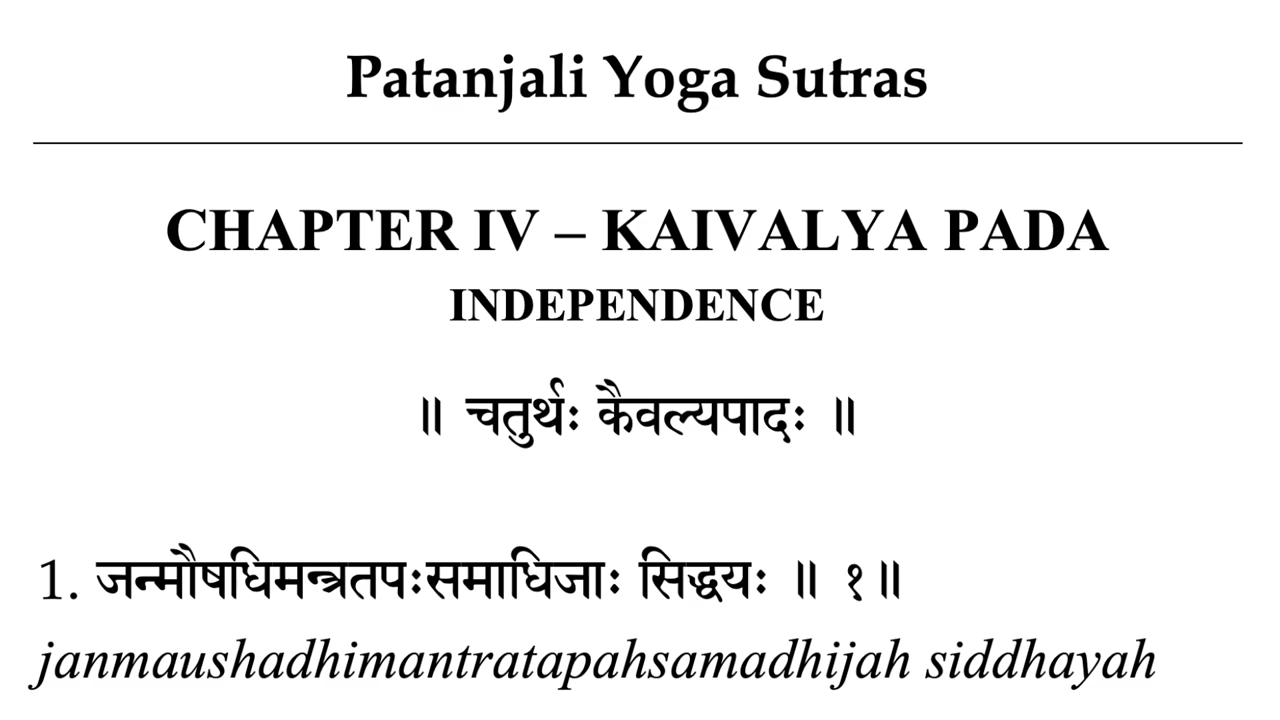 Patanjali Yoga Sutras
CHAPTER IV – KAIVALYA PADA
INDEPENDENCE
॥ चतुर्थः कैवल्यपादः ॥
1. जन्मौषधिमन्त्रतपःसमाधिजाः सिद्धयः ॥ १॥
janmaushadhimantratapahsamadhijah siddhayah